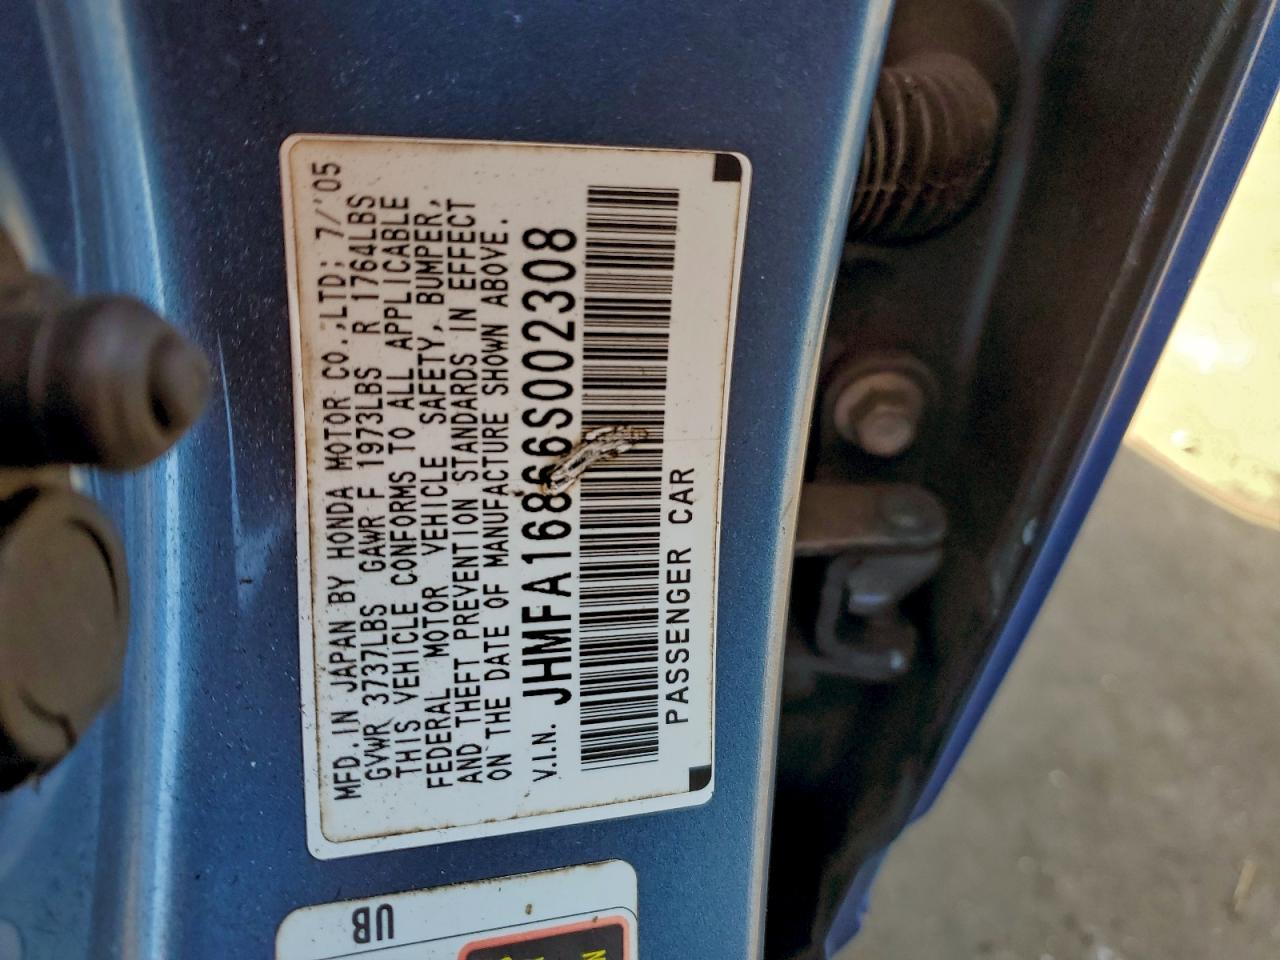 MFD. IN JAPAN BY HONDA MOTOR CO.,LTD; 7/'05
GVWR 3737LBS GAWR F 1973LBS R 1764LBS
THIS VEHICLE CONFORMS TO ALL APPLICABLE
FEDERAL MOTOR VEHICLE SAFETY, BUMPER,
AND THEFT PREVENTION STANDARDS IN EFFECT
ON THE DATE OF MANUFACTURE SHOWN ABOVE.
V.I.N. JHMFA16866S002308
PASSENGER CAR
UB